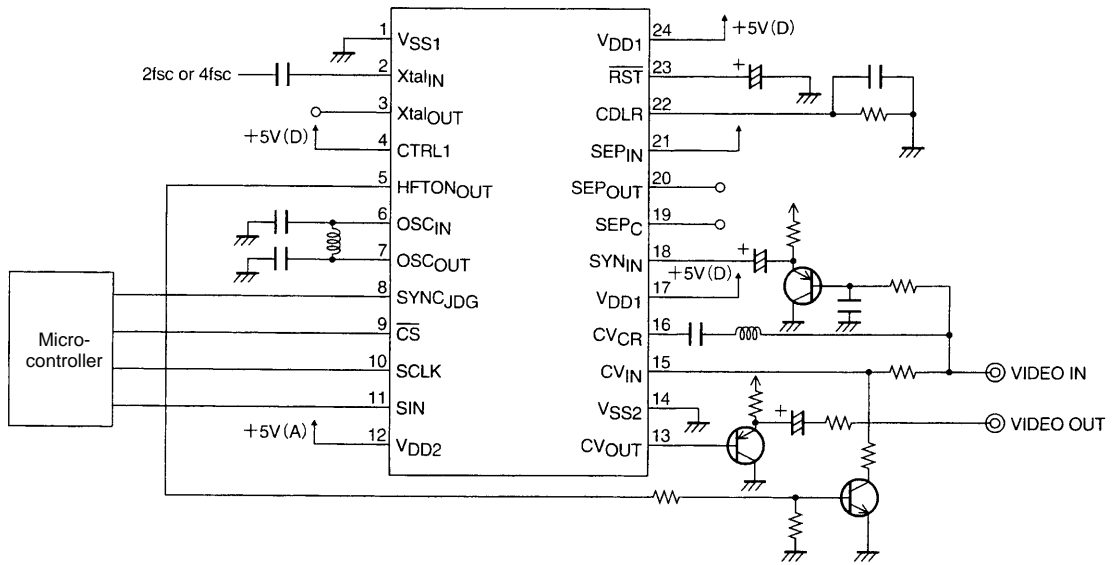 1
VSS1
2fsc or 4fsc
2
XtalIN
3
XtalOUT
+5V(D)
4
CTRL1
5
HFTONOUT
6
OSCIN
7
OSCOUT
8
SYNCJDG
9
CS
10
SCLK
11
SIN
+5V(A)
12
VDD2
Micro-
controller
24
VDD1
+5V(D)
23
RST
+
22
CDLR
21
SEPIN
20
SEPOUT
19
SEPC
18
SYNIN
+
+5V(D)
17
VDD1
16
CVCR
15
CVIN
VIDEO IN
14
VSS2
+
VIDEO OUT
13
CVOUT